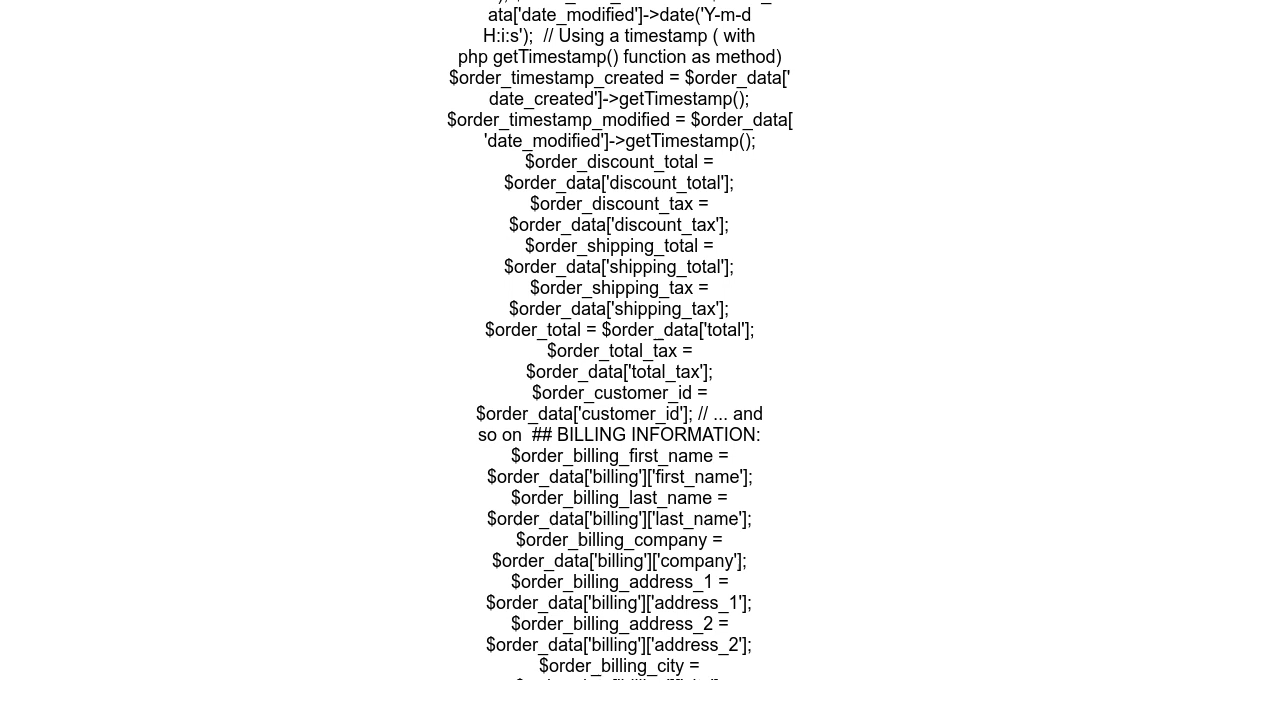 ata['date_modified']->date('Y-m-d
H:i:s');  // Using a timestamp ( with
php getTimestamp() function as method)
$order_timestamp_created = $order_data['
date_created']->getTimestamp();
$order_timestamp_modified = $order_data[
'date_modified']->getTimestamp();
$order_discount_total =
$order_data['discount_total'];
$order_discount_tax =
$order_data['discount_tax'];
$order_shipping_total =
$order_data['shipping_total'];
$order_shipping_tax =
$order_data['shipping_tax'];
$order_total = $order_data['total'];
$order_total_tax =
$order_data['total_tax'];
$order_customer_id =
$order_data['customer_id']; // ... and
so on  ## BILLING INFORMATION:
$order_billing_first_name =
$order_data['billing']['first_name'];
$order_billing_last_name =
$order_data['billing']['last_name'];
$order_billing_company =
$order_data['billing']['company'];
$order_billing_address_1 =
$order_data['billing']['address_1'];
$order_billing_address_2 =
$order_data['billing']['address_2'];
$order_billing_city =